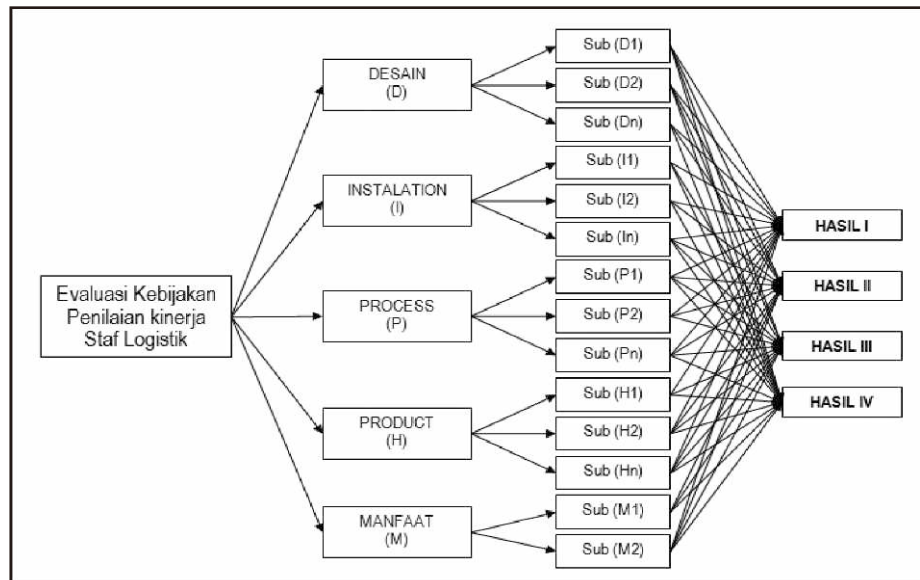 Evaluasi Kebijakan
Penilaian kinerja
Staf Logistik
DESAIN
(D)
INSTALATION
(I)
PROCESS
(P)
PRODUCT
(H)
MANFAAT
(M)
Sub (D1)
Sub (D2)
Sub (Dn)
Sub (I1)
Sub (I2)
Sub (In)
Sub (P1)
Sub (P2)
Sub (Pn)
Sub (H1)
Sub (H2)
Sub (Hn)
Sub (M1)
Sub (M2)
HASIL I
HASIL II
HASIL III
HASIL IV